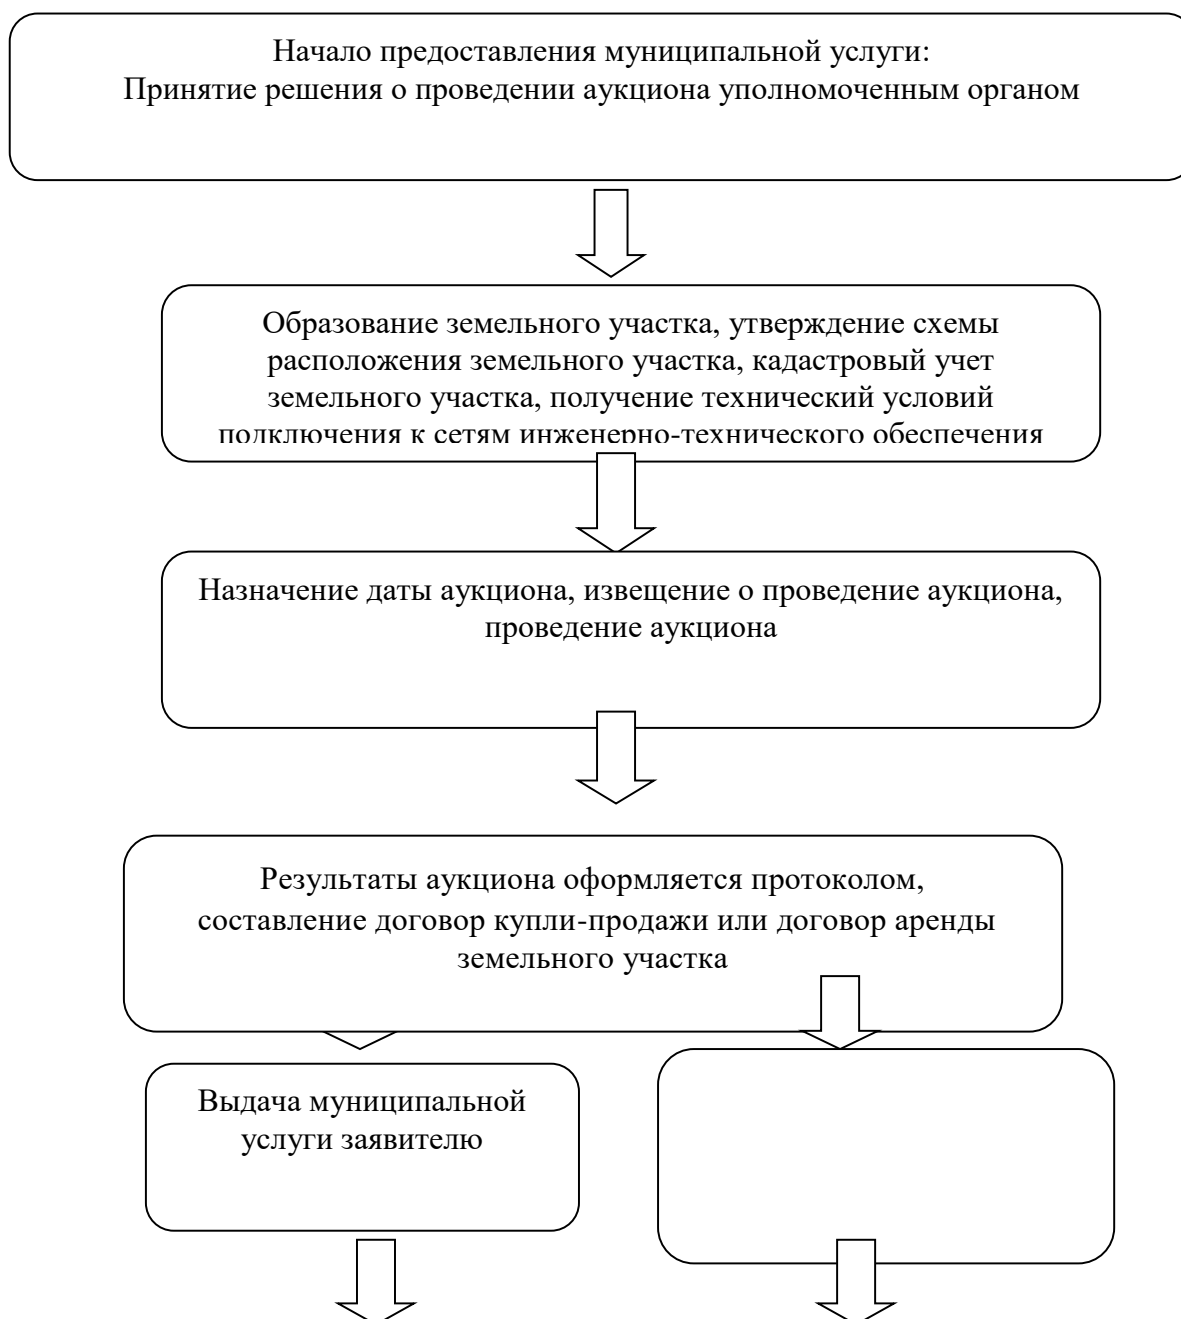 Начало предоставления муниципальной услуги:
Принятие решения о проведении аукциона уполномоченным органом
Образование земельного участка, утверждение схемы
расположения земельного участка, кадастровый учет
земельного участка, получение технический условий
подключения к сетям инженерно-технического обеспечения
Назначение даты аукциона, извещение о проведение аукциона,
проведение аукциона
Результаты аукциона оформляется протоколом,
составление договор купли-продажи или договор аренды
земельного участка
Выдача муниципальной
услуги заявителю